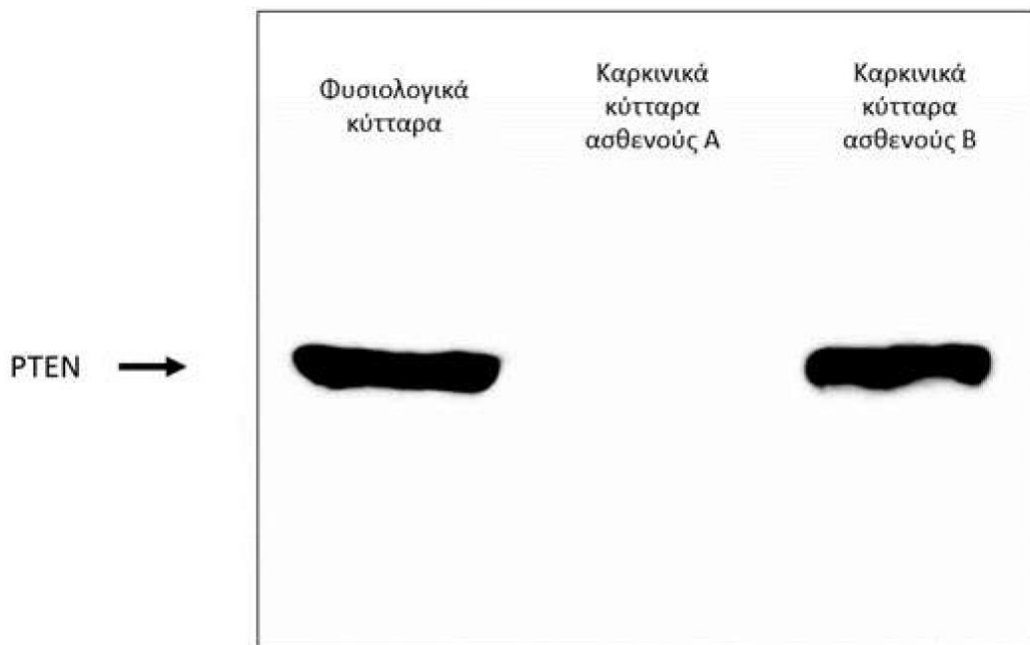 Φυσιολογικά
κύτταρα
Καρκινικά
κύτταρα
ασθενούς Α
Καρκινικά
κύτταρα
ασθενούς Β
PTEN